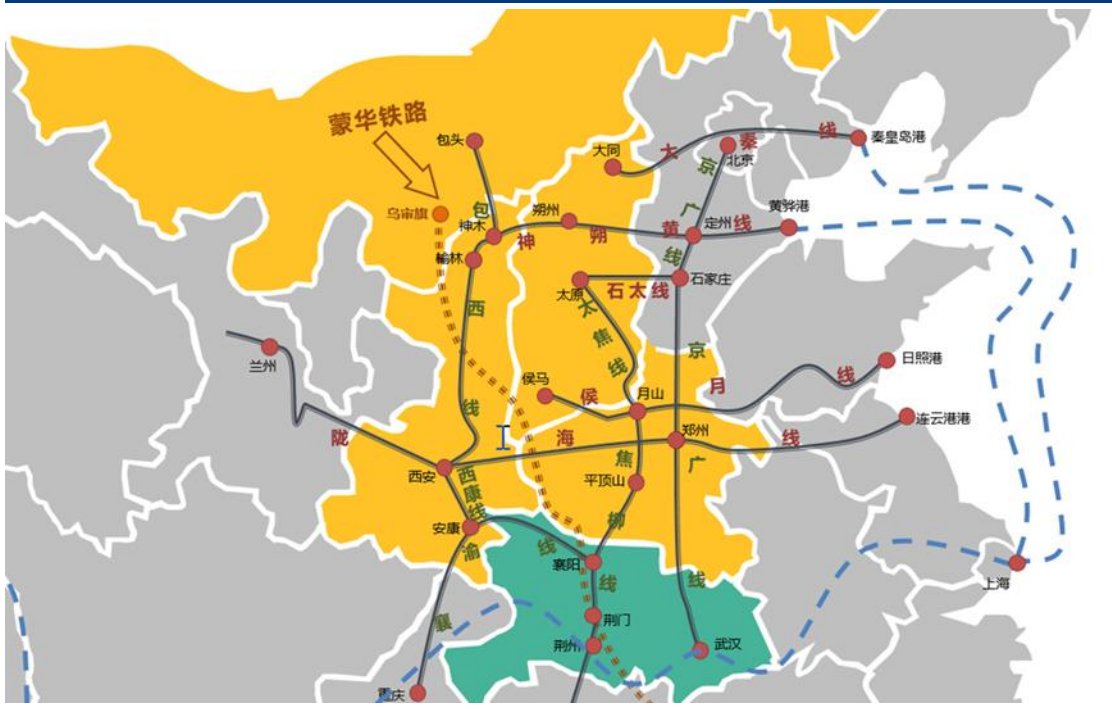 蒙华铁路
包头
大同
大秦线
秦皇岛港
北京
乌审旗
朔州
定州
黄骅港
神木
神朔黄线
榆林
包西线
京广线
太原
石太线
石家庄
太焦线
兰州
侯马
侯月线
月山
日照港
连云港港
陇海线
郑州
京广线
西安
西康线
焦柳线
平顶山
安康
襄渝线
襄阳
上海
荆门
荆州
武汉
重庆